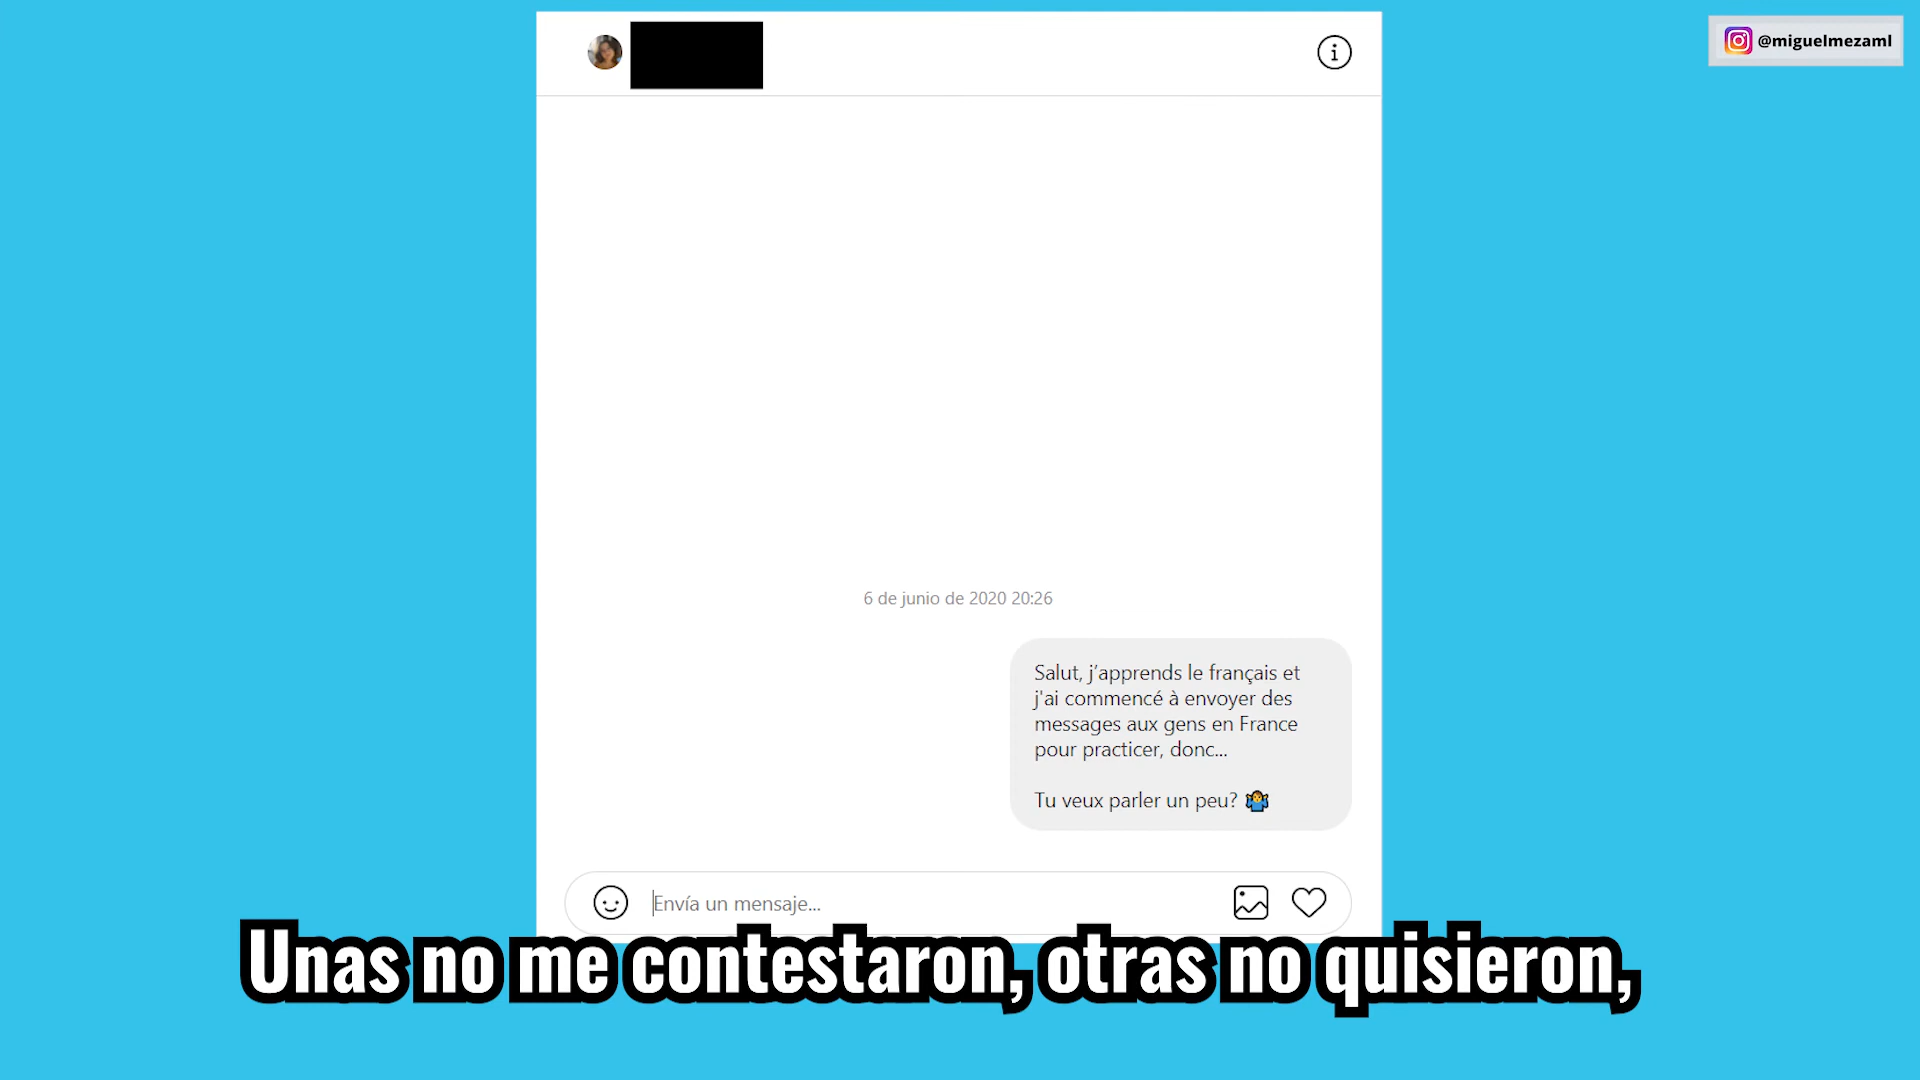 @miguelmezaml
6 de junio de 2020 20:26
Salut, j’apprends le français et
j'ai commencé à envoyer des
messages aux gens en France
pour practicer, donc...
Tu veux parler un peu? 🤷‍♂️
Envía un mensaje...
Unas no me contestaron, otras no quisieron,